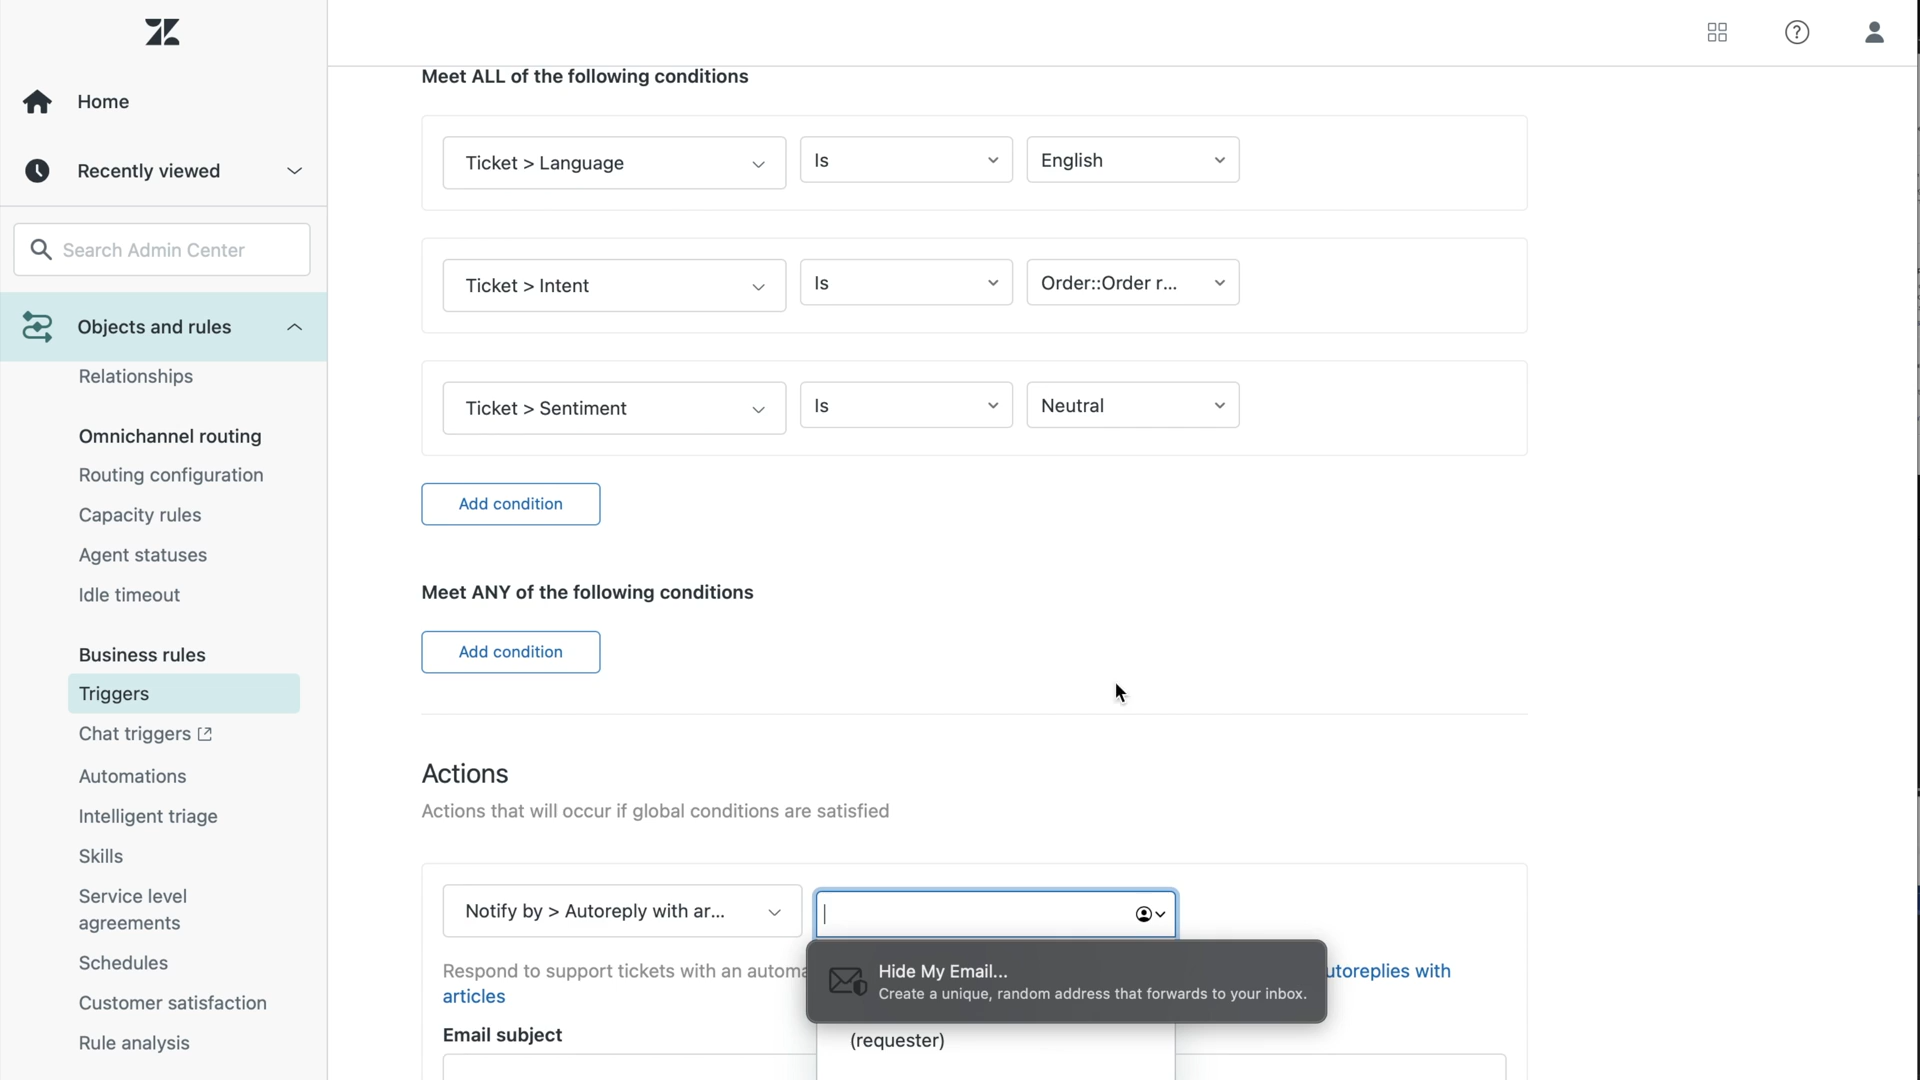 Home
Recently viewed
Search Admin Center
Objects and rules
Relationships
Omnichannel routing
Routing configuration
Capacity rules
Agent statuses
Idle timeout
Business rules
Triggers
Chat triggers
Automations
Intelligent triage
Skills
Service level
agreements
Schedules
Customer satisfaction
Rule analysis
?
Meet ALL of the following conditions
Ticket > Language Is English
Ticket > Intent Is Order::Order r...
Ticket > Sentiment Is Neutral
Add condition
Meet ANY of the following conditions
Add condition
Actions
Actions that will occur if global conditions are satisfied
Notify by > Autoreply with ar...
Hide My Email...
Create a unique, random address that forwards to your inbox.
Respond to support tickets with an automa utoreplies with
articles
Email subject
(requester)